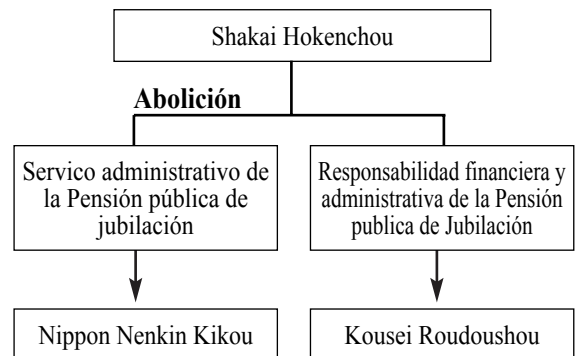 Shakai Hokenchou
Abolición
Servico administrativo de
la Pensión pública de
jubilación
Responsabilidad financiera y
administrativa de la Pensión
publica de Jubilación
Nippon Nenkin Kikou
Kousei Roudoushou